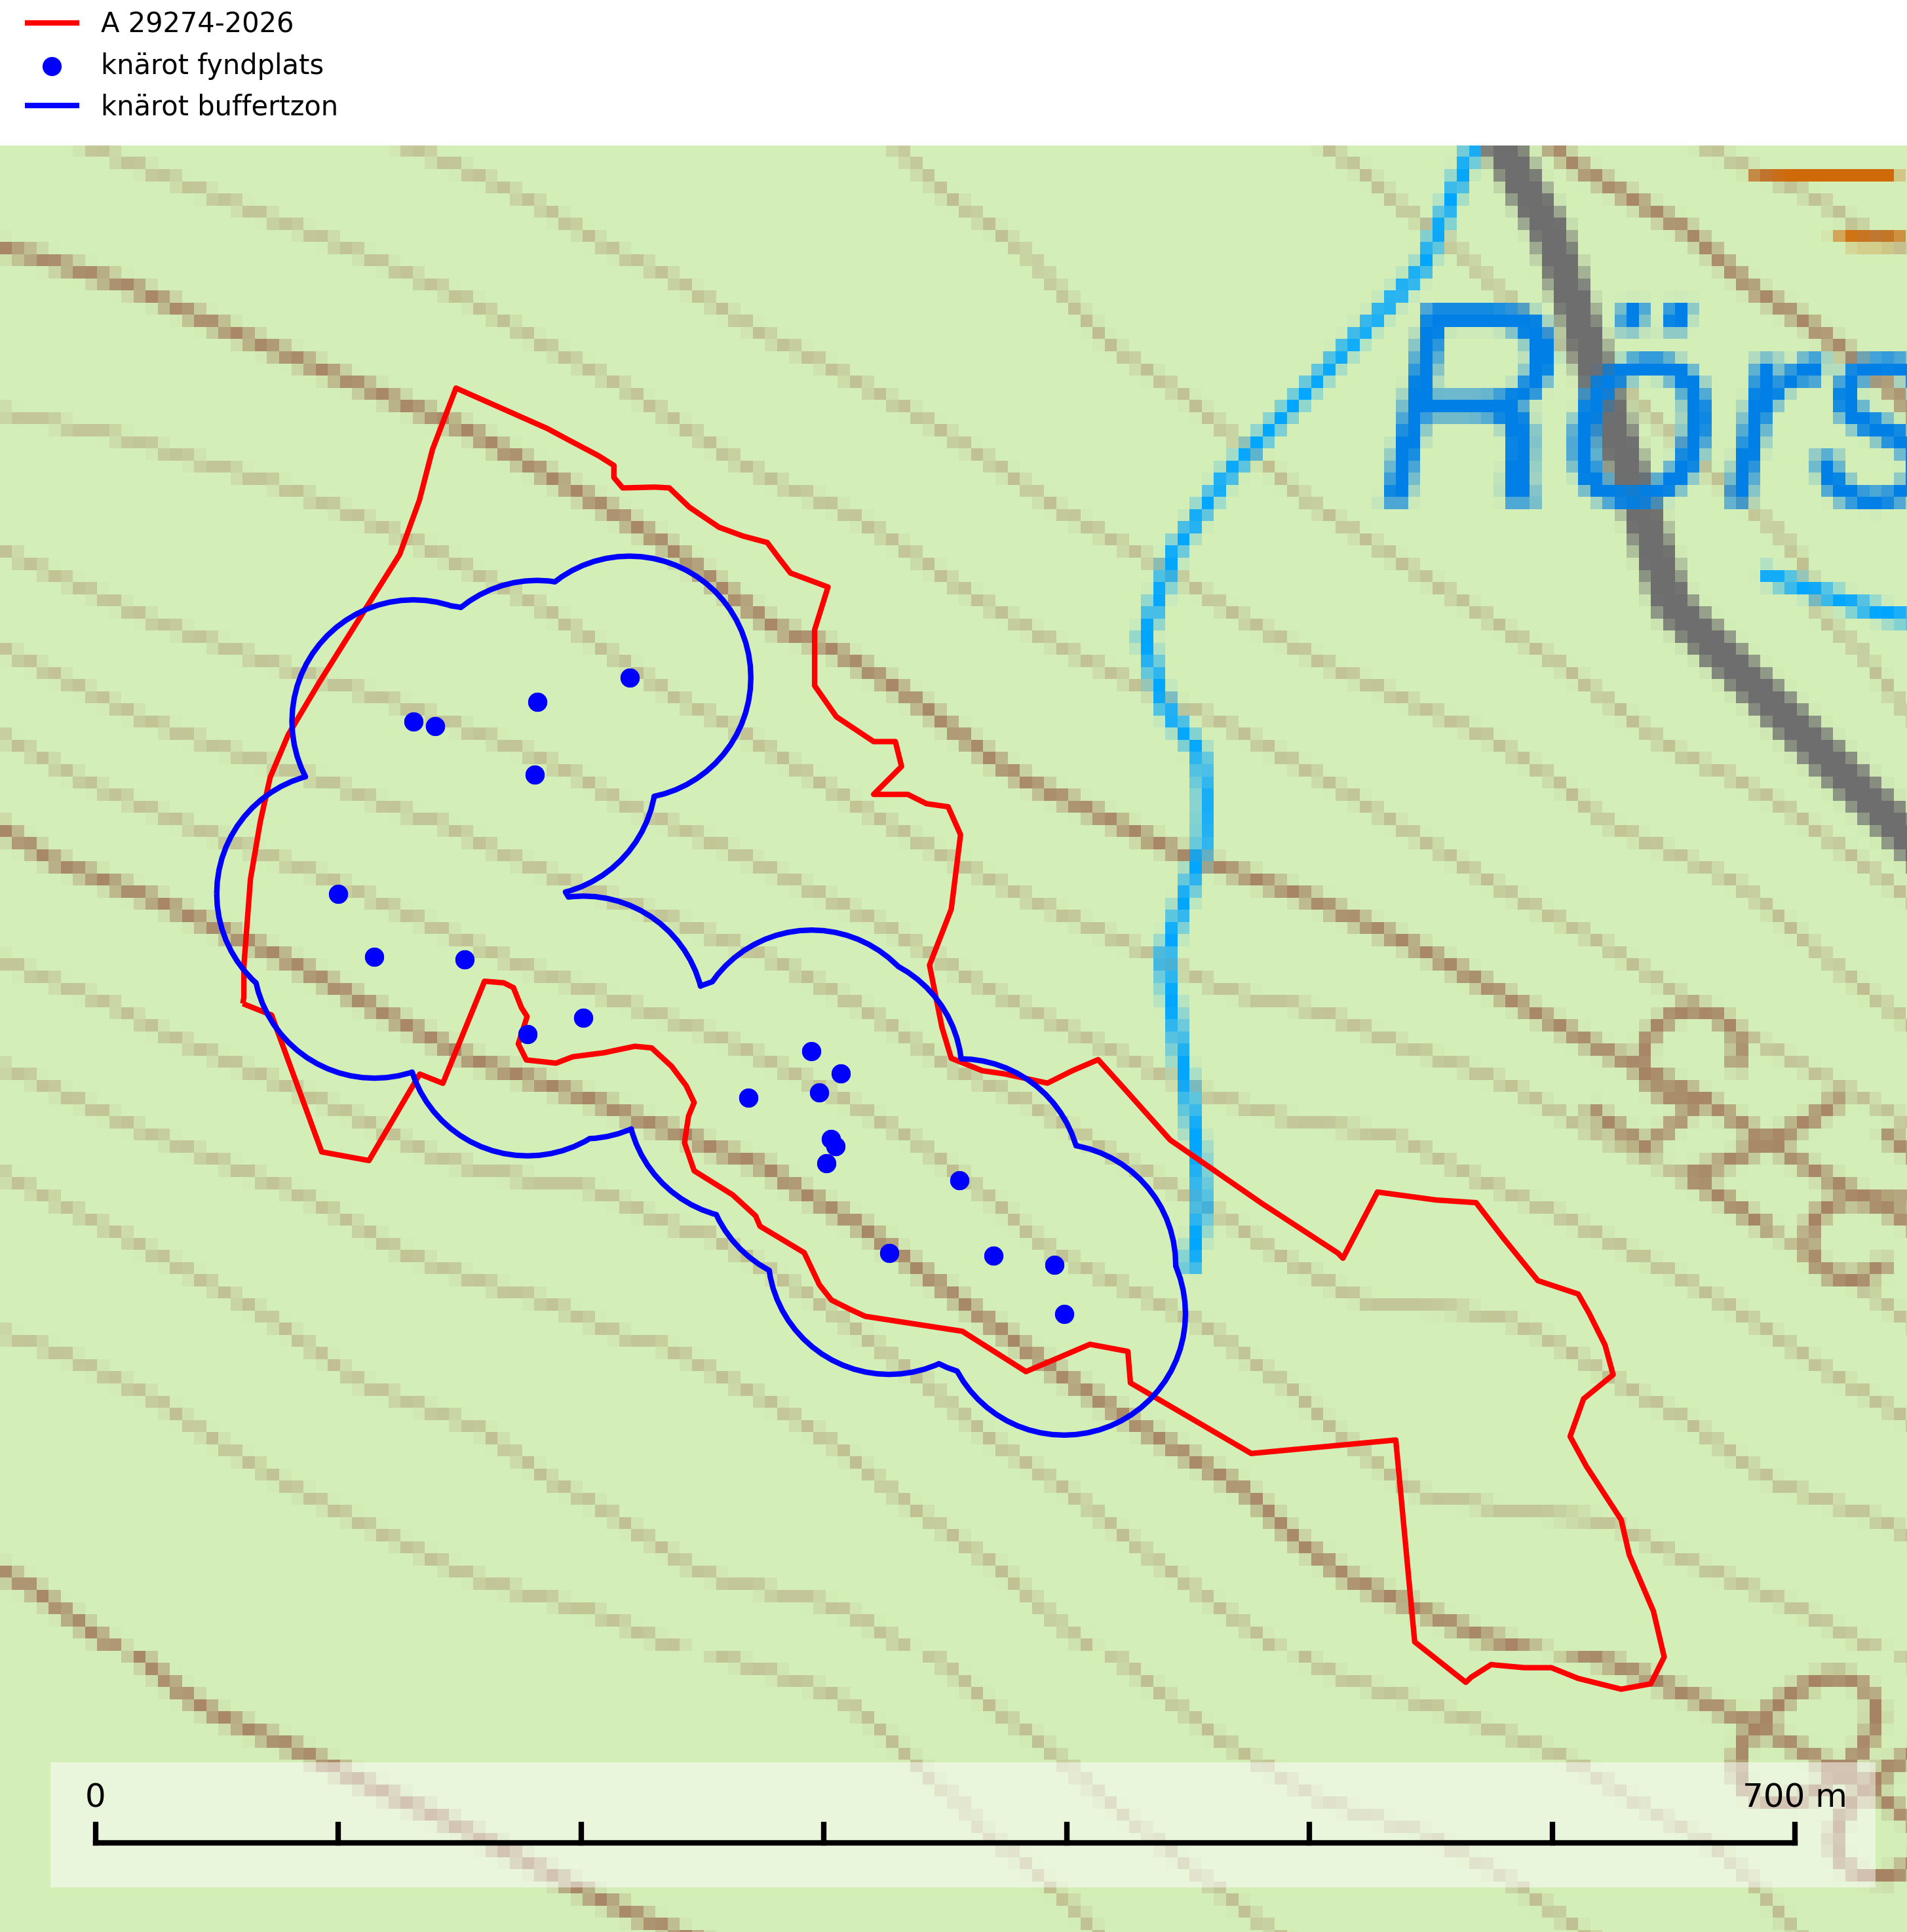 A 29274-2026
knärot fyndplats
knärot buffertzon
Rörs
0
700 m